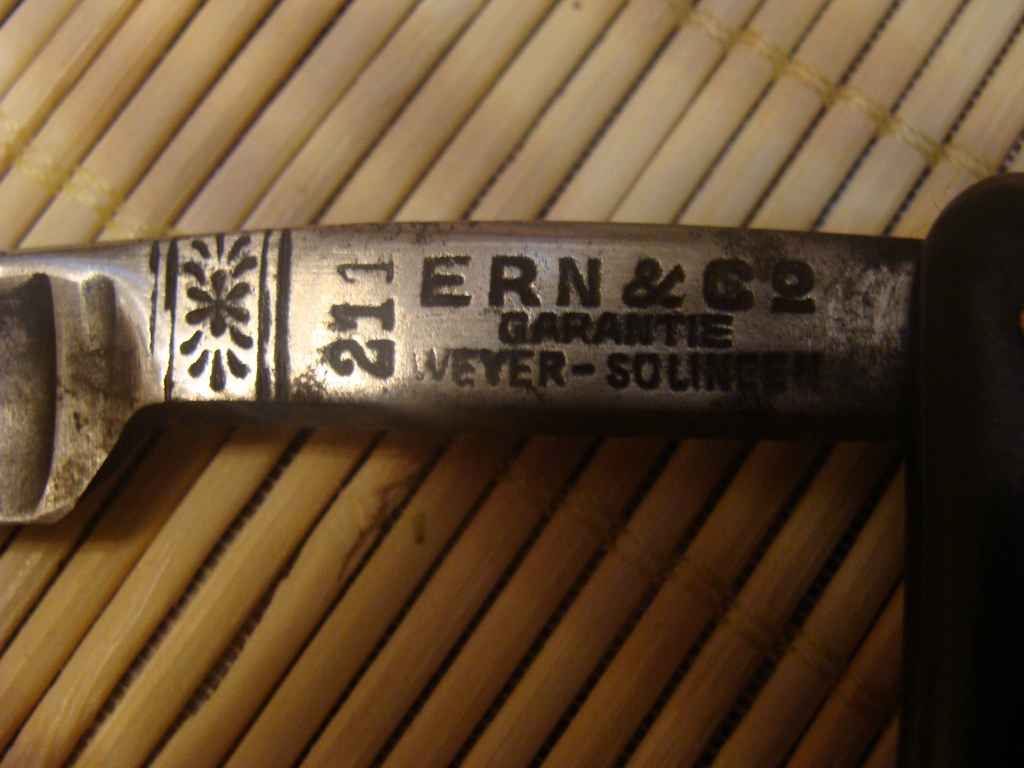 211
ERN & Cº
GARANTIE
WEYER-SOLINGEN